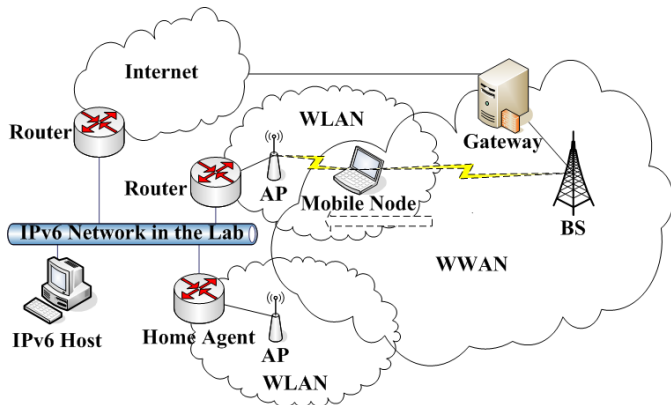 Internet
WLAN
Router
Gateway
Router
AP
Mobile Node
BS
IPv6 Network in the Lab
WWAN
IPv6 Host
Home Agent
AP
WLAN